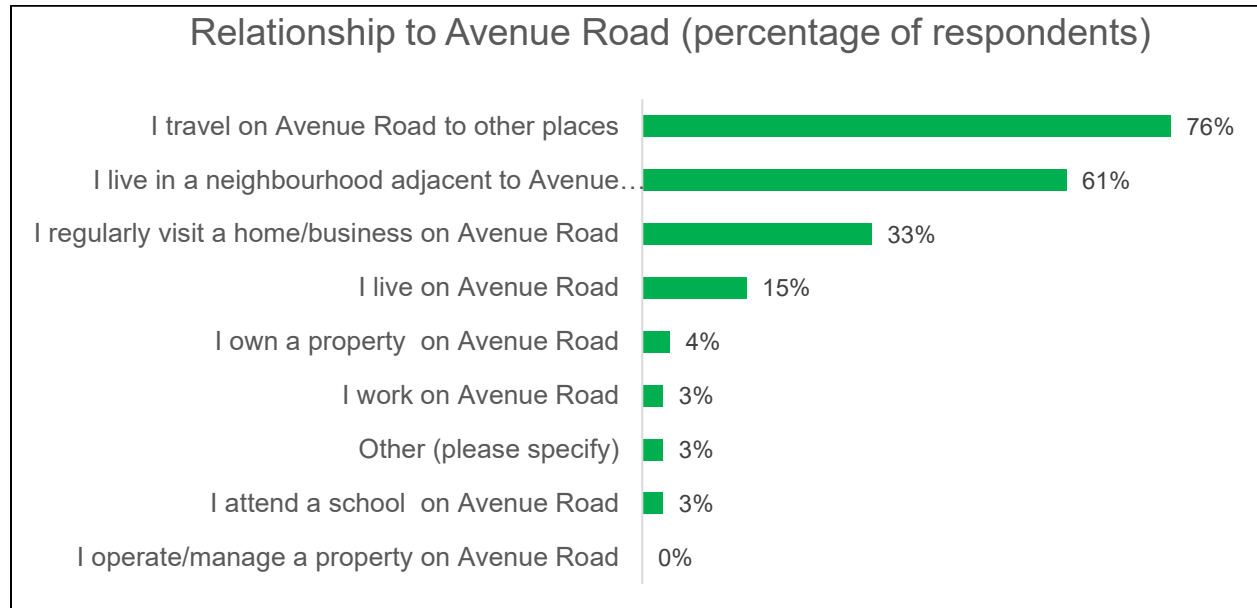 Relationship to Avenue Road (percentage of respondents)
I travel on Avenue Road to other places 76%
I live in a neighbourhood adjacent to Avenue… 61%
I regularly visit a home/business on Avenue Road 33%
I live on Avenue Road 15%
I own a property  on Avenue Road 4%
I work on Avenue Road 3%
Other (please specify) 3%
I attend a school  on Avenue Road 3%
I operate/manage a property on Avenue Road 0%